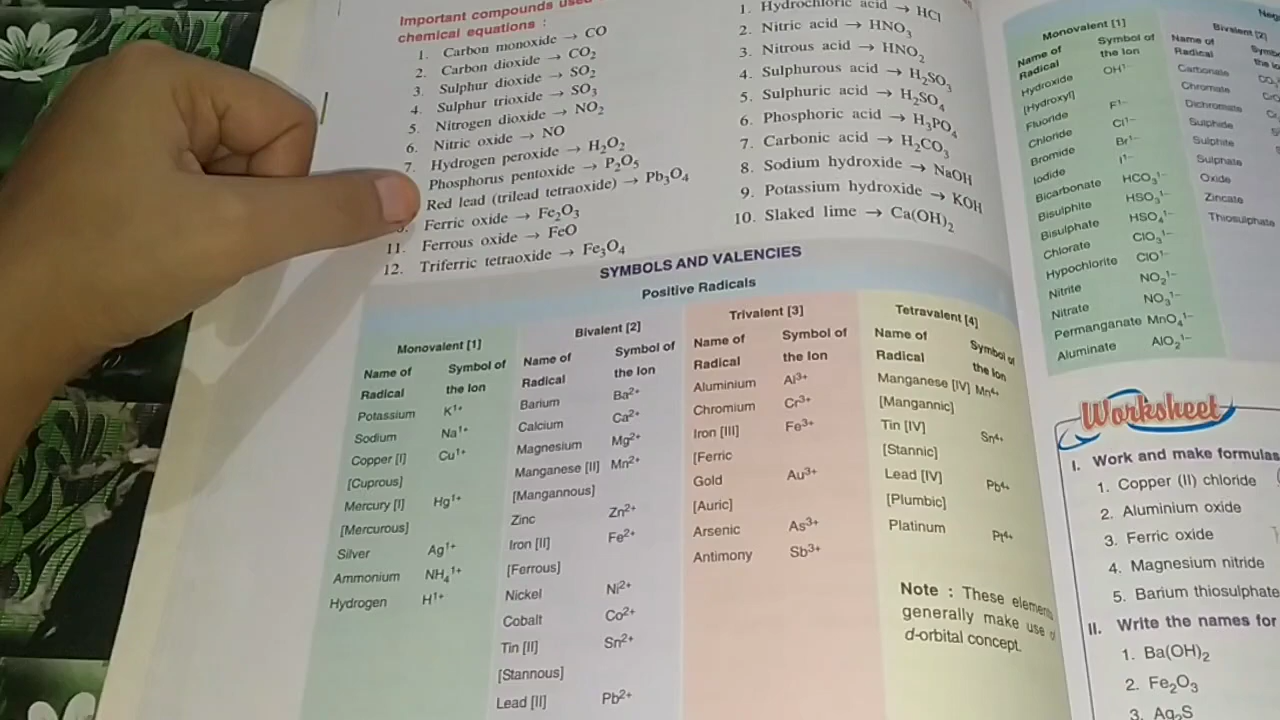 Important compounds used
chemical equations :
1. Carbon monoxide → CO
2. Carbon dioxide → CO₂
3. Sulphur dioxide → SO₂
4. Sulphur trioxide → SO₃
5. Nitrogen dioxide → NO₂
6. Nitric oxide → NO
7. Hydrogen peroxide → H₂O₂
Phosphorus pentoxide → P₂O₅
Red lead (trilead tetraoxide) → Pb₃O₄
Ferric oxide → Fe₂O₃
11. Ferrous oxide → FeO
12. Triferric tetraoxide → Fe₃O₄
1. Hydrochloric acid → HCl
2. Nitric acid → HNO₃
3. Nitrous acid → HNO₂
4. Sulphurous acid → H₂SO₃
5. Sulphuric acid → H₂SO₄
6. Phosphoric acid → H₃PO₄
7. Carbonic acid → H₂CO₃
8. Sodium hydroxide → NaOH
9. Potassium hydroxide → KOH
10. Slaked lime → Ca(OH)₂
SYMBOLS AND VALENCIES
Positive Radicals
Monovalent [1]
Name of Radical Symbol of the Ion
Potassium K¹⁺
Sodium Na¹⁺
Copper [I] Cu¹⁺
[Cuprous]
Mercury [I] Hg¹⁺
[Mercurous]
Silver Ag¹⁺
Ammonium NH₄¹⁺
Hydrogen H¹⁺
Bivalent [2]
Name of Radical Symbol of the Ion
Barium Ba²⁺
Calcium Ca²⁺
Magnesium Mg²⁺
Manganese [II] Mn²⁺
[Mangannous]
Zinc Zn²⁺
Iron [II] Fe²⁺
[Ferrous]
Nickel Ni²⁺
Cobalt Co²⁺
Tin [II] Sn²⁺
[Stannous]
Lead [II] Pb²⁺
Trivalent [3]
Name of Radical Symbol of the Ion
Aluminium Al³⁺
Chromium Cr³⁺
Iron [III] Fe³⁺
[Ferric
Gold Au³⁺
[Auric]
Arsenic As³⁺
Antimony Sb³⁺
Tetravalent [4]
Name of Radical Symbol of the Ion
Manganese [IV] Mn⁴⁺
[Mangannic]
Tin [IV] Sn⁴⁺
[Stannic]
Lead [IV] Pb⁴⁺
[Plumbic]
Platinum Pt⁴⁺
Note : These elements
generally make use
d-orbital concept.
Monovalent [1]
Name of Radical Symbol of the Ion
Hydroxide OH¹⁻
[Hydroxyl]
Fluoride F¹⁻
Chloride Cl¹⁻
Bromide Br¹⁻
Iodide I¹⁻
Bicarbonate HCO₃¹⁻
Bisulphite HSO₃¹⁻
Bisulphate HSO₄¹⁻
Chlorate ClO₃¹⁻
Hypochlorite ClO¹⁻
Nitrite NO₂¹⁻
Nitrate NO₃¹⁻
Permanganate MnO₄¹⁻
Aluminate AlO₂¹⁻
Bivalent [2]
Name of Radical
Carbonate
Chromate
Dichromate
Sulphide
Sulphite
Sulphate
Oxide
Zincate
Thiosulphate
Worksheet
I. Work and make formulas
1. Copper (II) chloride
2. Aluminium oxide
3. Ferric oxide
4. Magnesium nitride
5. Barium thiosulphate
II. Write the names for
1. Ba(OH)₂
2. Fe₂O₃
3. Ag₂S